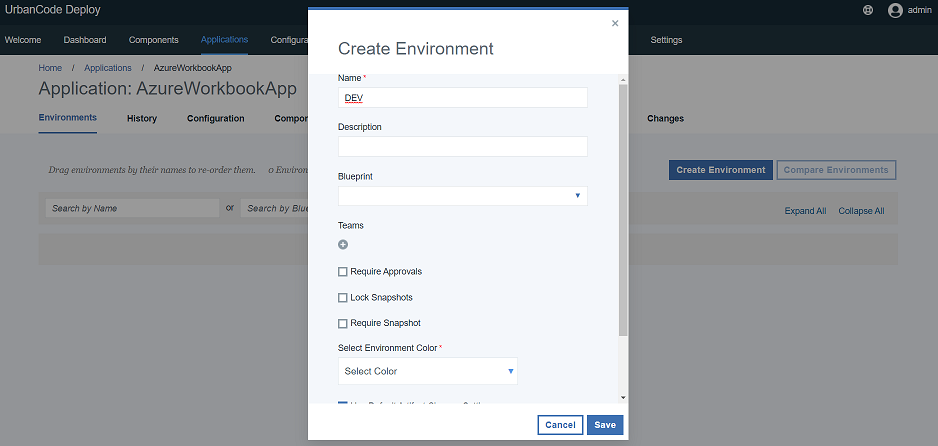 UrbanCode Deploy
admin
Welcome Dashboard Components Applications Configura Settings
Home / Applications / AzureWorkbookApp
Application: AzureWorkbookApp
Environments History Configuration Compor Changes
Drag environments by their names to re-order them. 0 Environ
Create Environment Compare Environments
Search by Name or Search by Blue
Expand All Collapse All
×
Create Environment
Name *
DEV
Description
Blueprint
Teams
Require Approvals
Lock Snapshots
Require Snapshot
Select Environment Color *
Select Color
Cancel Save